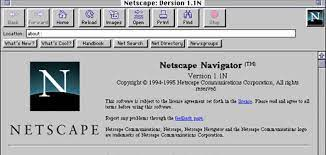 Netscape: Version 1.1N
Back Forward Home Reload Images Open Print Find Stop
Location: about:
What's New? What's Cool? Handbook Net Search Net Directory Newsgroups
Netscape Navigator (TM)
Version 1.1N
Copyright © 1994-1995 Netscape Communications Corporation, All rights
reserved
This software is subject to the license agreement set forth in the license. Please read and agree to all
terms before using this software.
Report any problems through the feedback page.
NETSCAPE
Netscape Communications, Netscape, Netscape Navigator and the Netscape Communications logo
are trademarks of Netscape Communications Corporation.